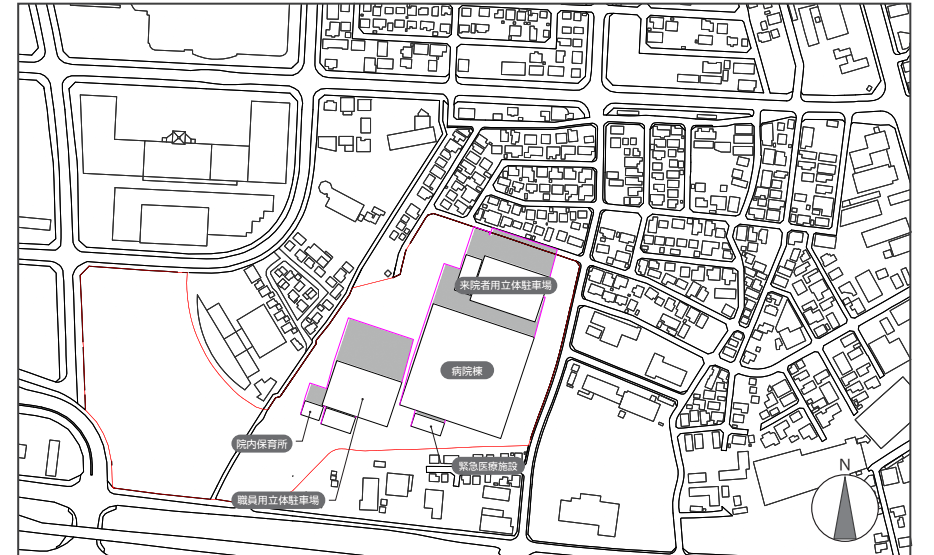 来院者用立体駐車場
病院棟
院内保育所
緊急医療施設
職員用立体駐車場
N